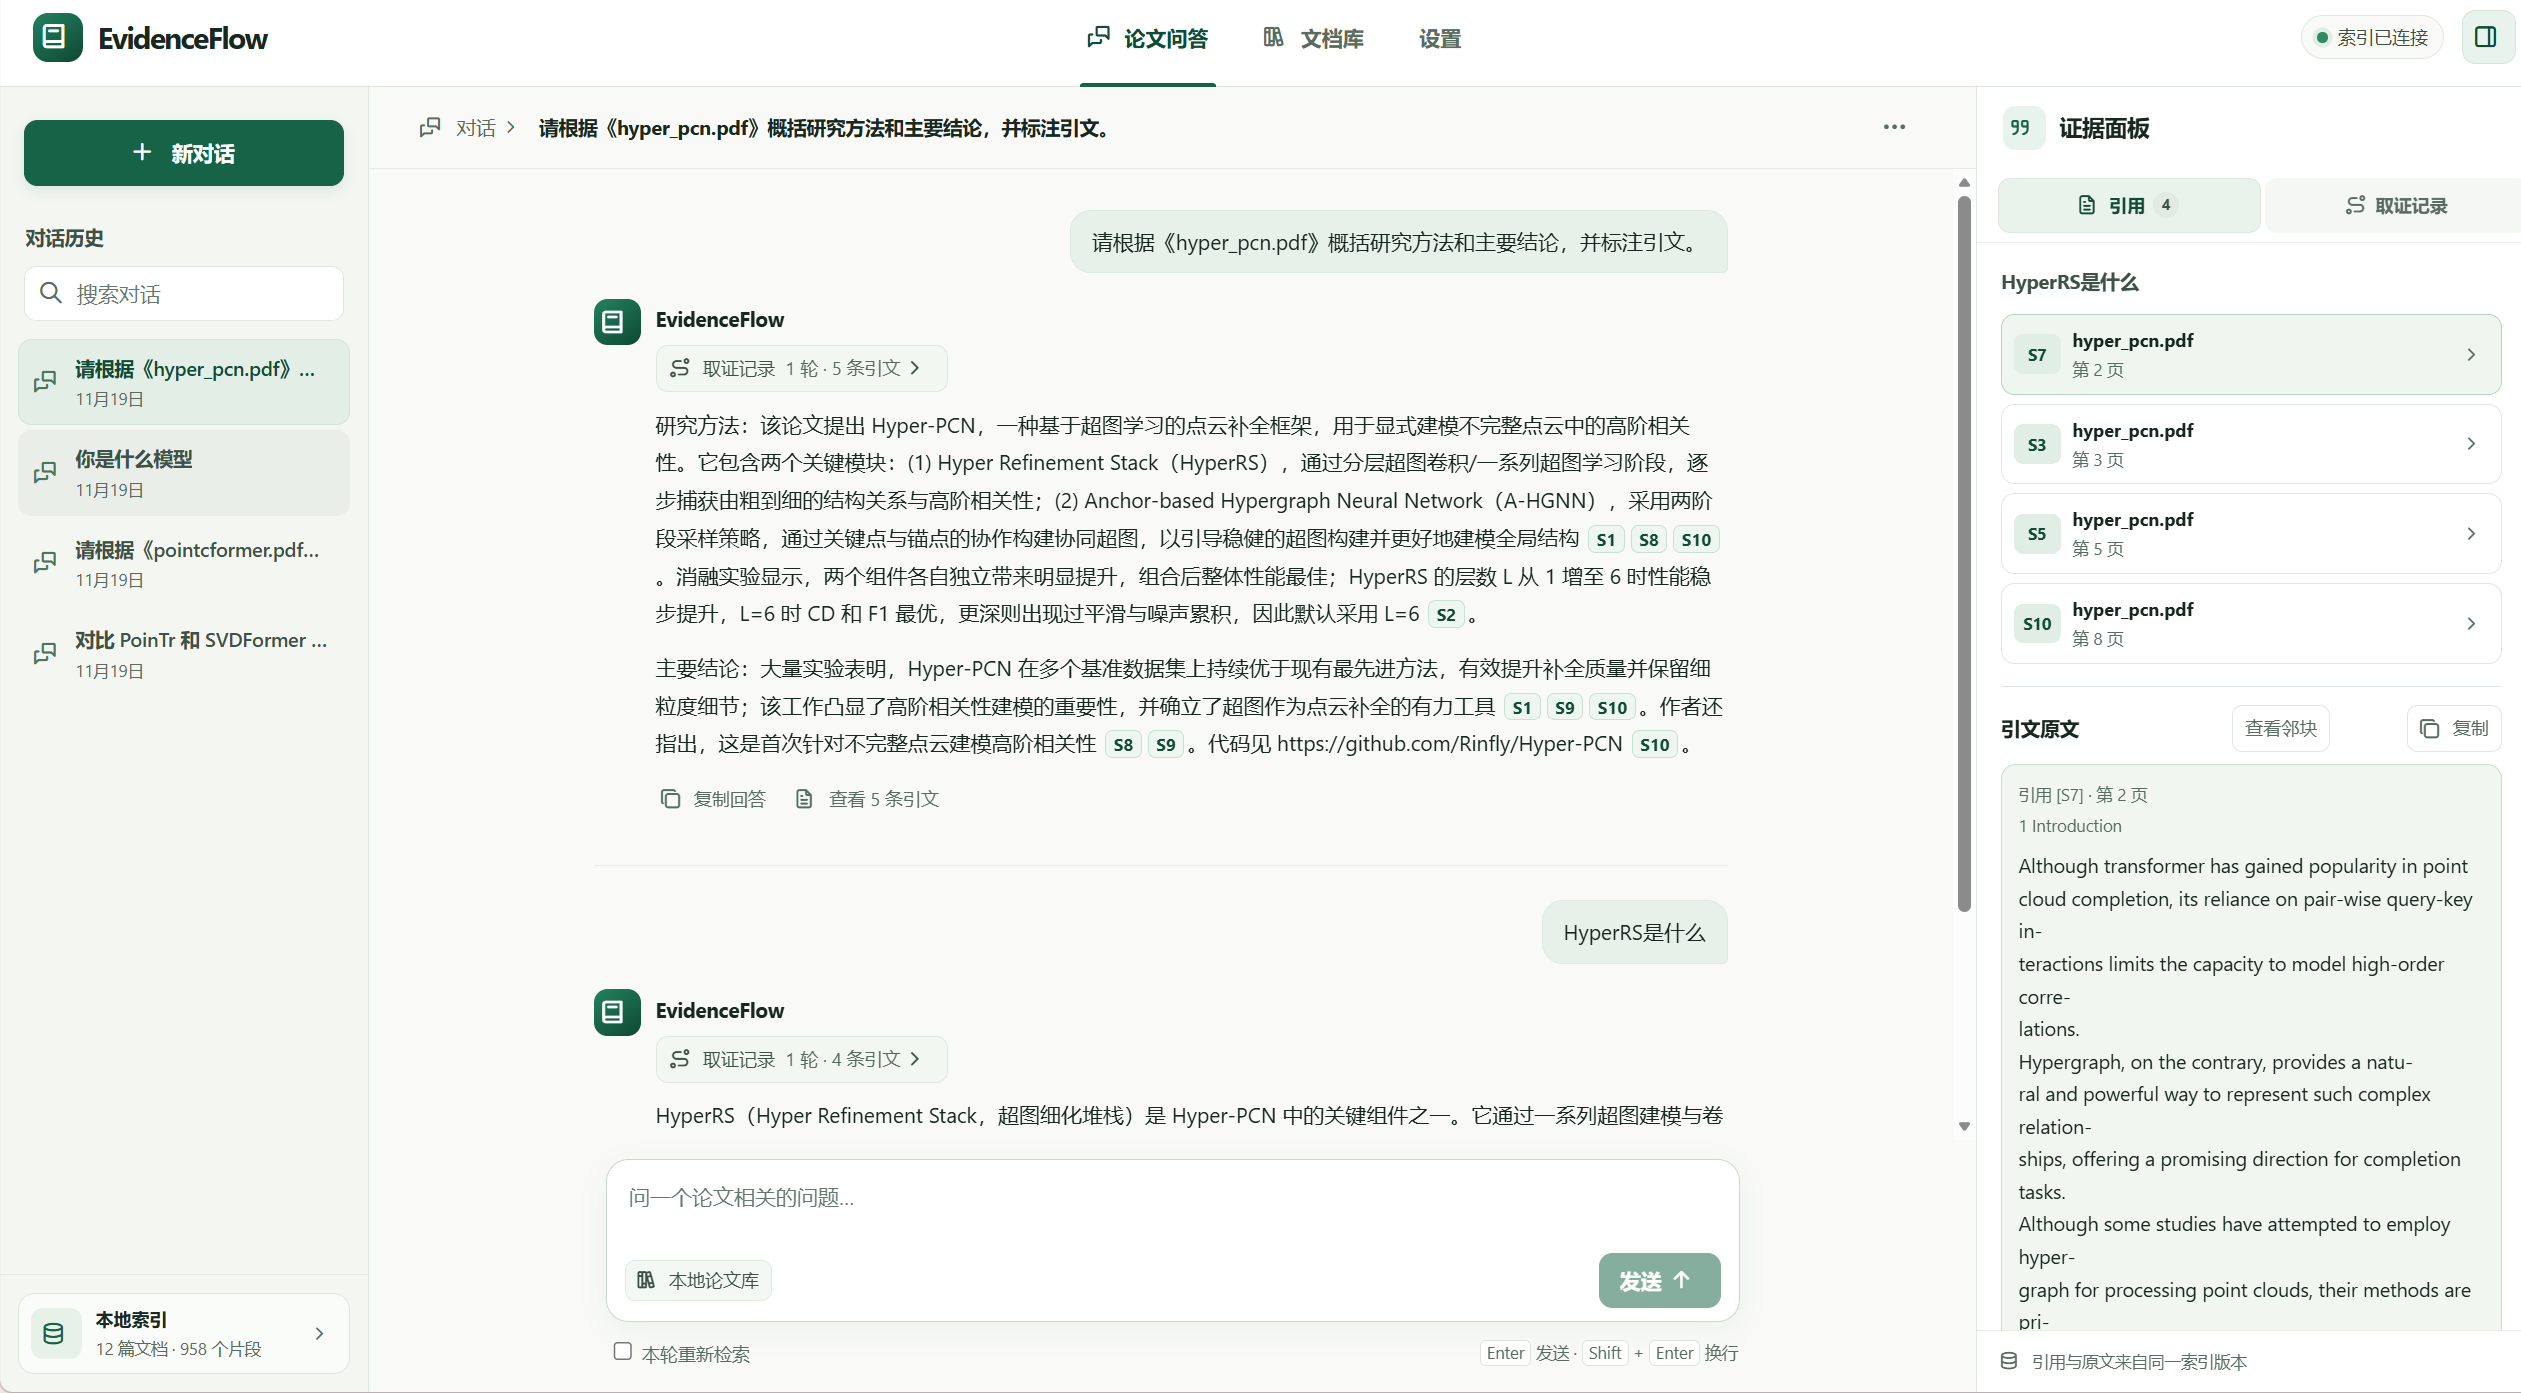 EvidenceFlow
论文问答
文档库
设置
索引已连接
新对话
对话历史
搜索对话
请根据《hyper_pcn.pdf》...
11月19日
你是什么模型
11月19日
请根据《pointcformer.pdf...
11月19日
对比 PoinTr 和 SVDFormer ...
11月19日
本地索引
12 篇文档 · 958 个片段
对话 > 请根据《hyper_pcn.pdf》概括研究方法和主要结论，并标注引文。
请根据《hyper_pcn.pdf》概括研究方法和主要结论，并标注引文。
EvidenceFlow
取证记录 1 轮 · 5 条引文 >
研究方法：该论文提出 Hyper-PCN，一种基于超图学习的点云补全框架，用于显式建模不完整点云中的高阶相关
性。它包含两个关键模块：(1) Hyper Refinement Stack（HyperRS），通过分层超图卷积/一系列超图学习阶段，逐
步捕获由粗到细的结构关系与高阶相关性；(2) Anchor-based Hypergraph Neural Network（A-HGNN），采用两阶
段采样策略，通过关键点与锚点的协作构建协同超图，以引导稳健的超图构建并更好地建模全局结构 S1 S8 S10
。消融实验显示，两个组件各自独立带来明显提升，组合后整体性能最佳；HyperRS 的层数 L 从 1 增至 6 时性能稳
步提升，L=6 时 CD 和 F1 最优，更深则出现过平滑与噪声累积，因此默认采用 L=6 S2 。
主要结论：大量实验表明，Hyper-PCN 在多个基准数据集上持续优于现有最先进方法，有效提升补全质量并保留细
粒度细节；该工作凸显了高阶相关性建模的重要性，并确立了超图作为点云补全的有力工具 S1 S9 S10 。作者还
指出，这是首次针对不完整点云建模高阶相关性 S8 S9 。代码见 https://github.com/Rinfly/Hyper-PCN S10 。
复制回答 查看 5 条引文
HyperRS是什么
EvidenceFlow
取证记录 1 轮 · 4 条引文 >
HyperRS（Hyper Refinement Stack，超图细化堆栈）是 Hyper-PCN 中的关键组件之一。它通过一系列超图建模与卷
问一个论文相关的问题...
本地论文库
发送 ↑
本轮重新检索
Enter 发送 · Shift + Enter 换行
证据面板
引用 4
取证记录
HyperRS是什么
S7 hyper_pcn.pdf
第 2 页
S3 hyper_pcn.pdf
第 3 页
S5 hyper_pcn.pdf
第 5 页
S10 hyper_pcn.pdf
第 8 页
引文原文 查看邻块 复制
引用 [S7] · 第 2 页
1 Introduction
Although transformer has gained popularity in point
cloud completion, its reliance on pair-wise query-key
in-
teractions limits the capacity to model high-order
corre-
lations.
Hypergraph, on the contrary, provides a natu-
ral and powerful way to represent such complex
relation-
ships, offering a promising direction for completion
tasks.
Although some studies have attempted to employ
hyper-
graph for processing point clouds, their methods are
pri-
引用与原文来自同一索引版本